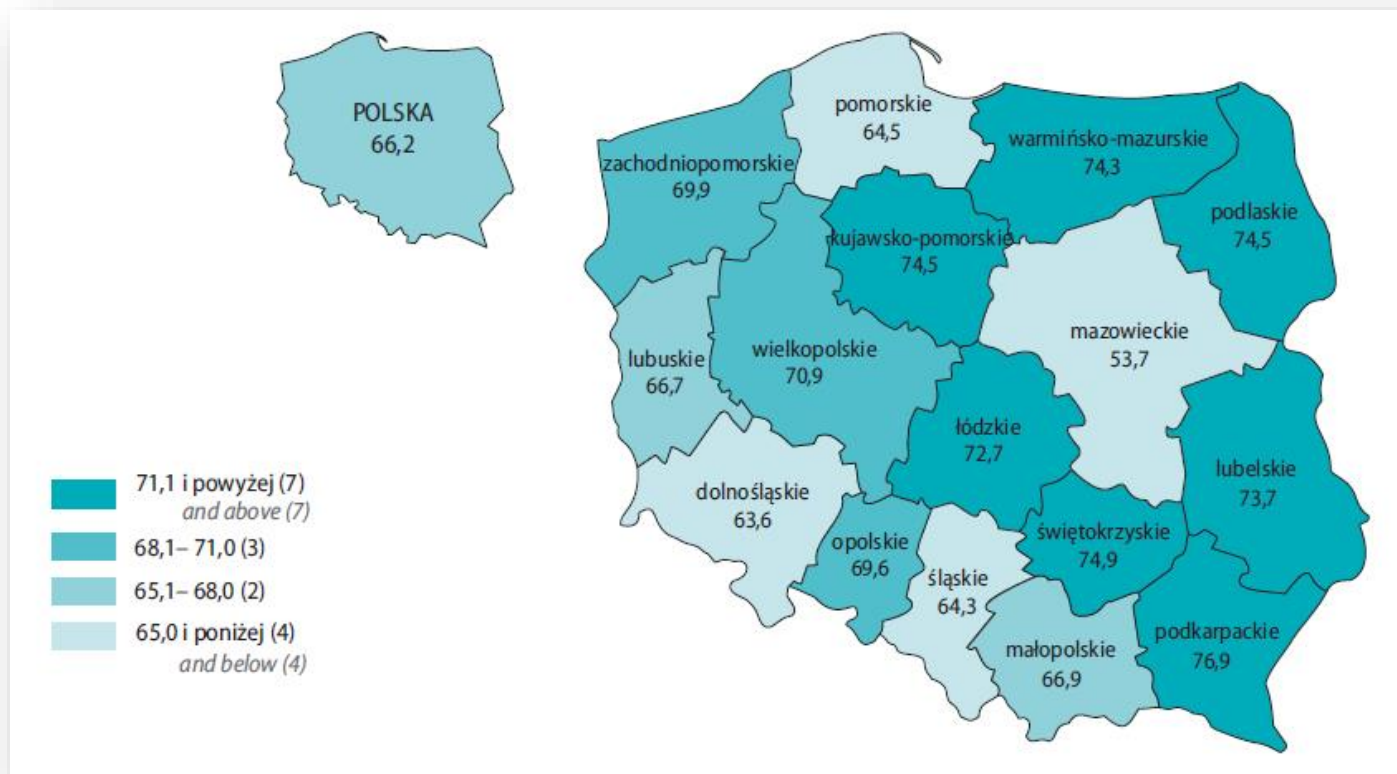 POLSKA
66,2
pomorskie
64,5
warmińsko-mazurskie
74,3
zachodniopomorskie
69,9
podlaskie
74,5
kujawsko-pomorskie
74,5
mazowieckie
53,7
lubuskie
66,7
wielkopolskie
70,9
łódzkie
72,7
lubelskie
73,7
dolnośląskie
63,6
opolskie
69,6
śląskie
64,3
świętokrzyskie
74,9
małopolskie
66,9
podkarpackie
76,9
71,1 i powyżej (7)
and above (7)
68,1– 71,0 (3)
65,1– 68,0 (2)
65,0 i poniżej (4)
and below (4)